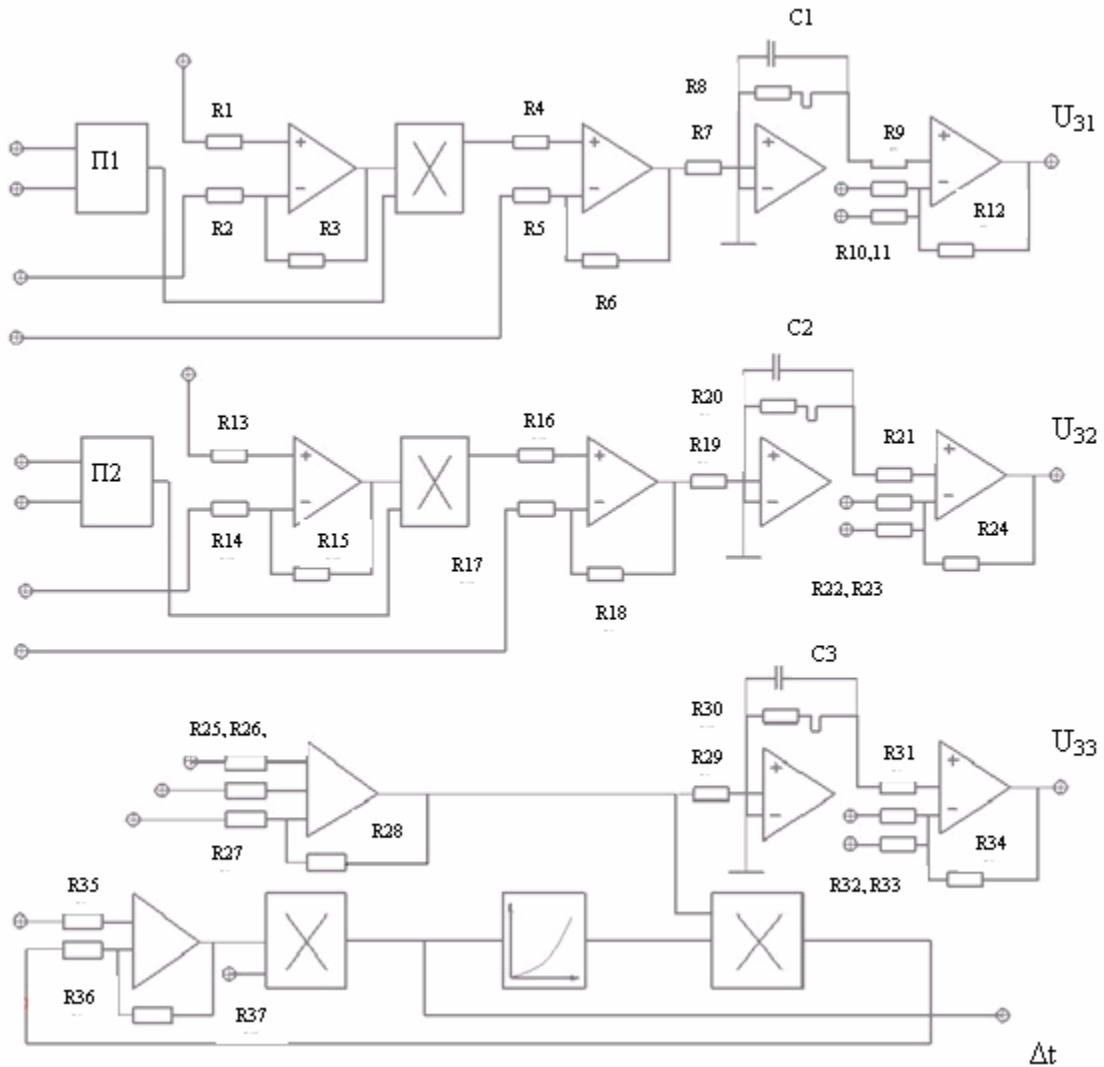 C1
R1
R4
R8
R7
R9
U31
П1
R2
R3
R5
R12
R10,11
R6
C2
R13
R16
R20
R19
R21
U32
П2
R14
R15
R17
R24
R22, R23
R18
C3
R25, R26,
R30
R29
R31
U33
R28
R27
R34
R35
R32, R33
R36
R37
Δt